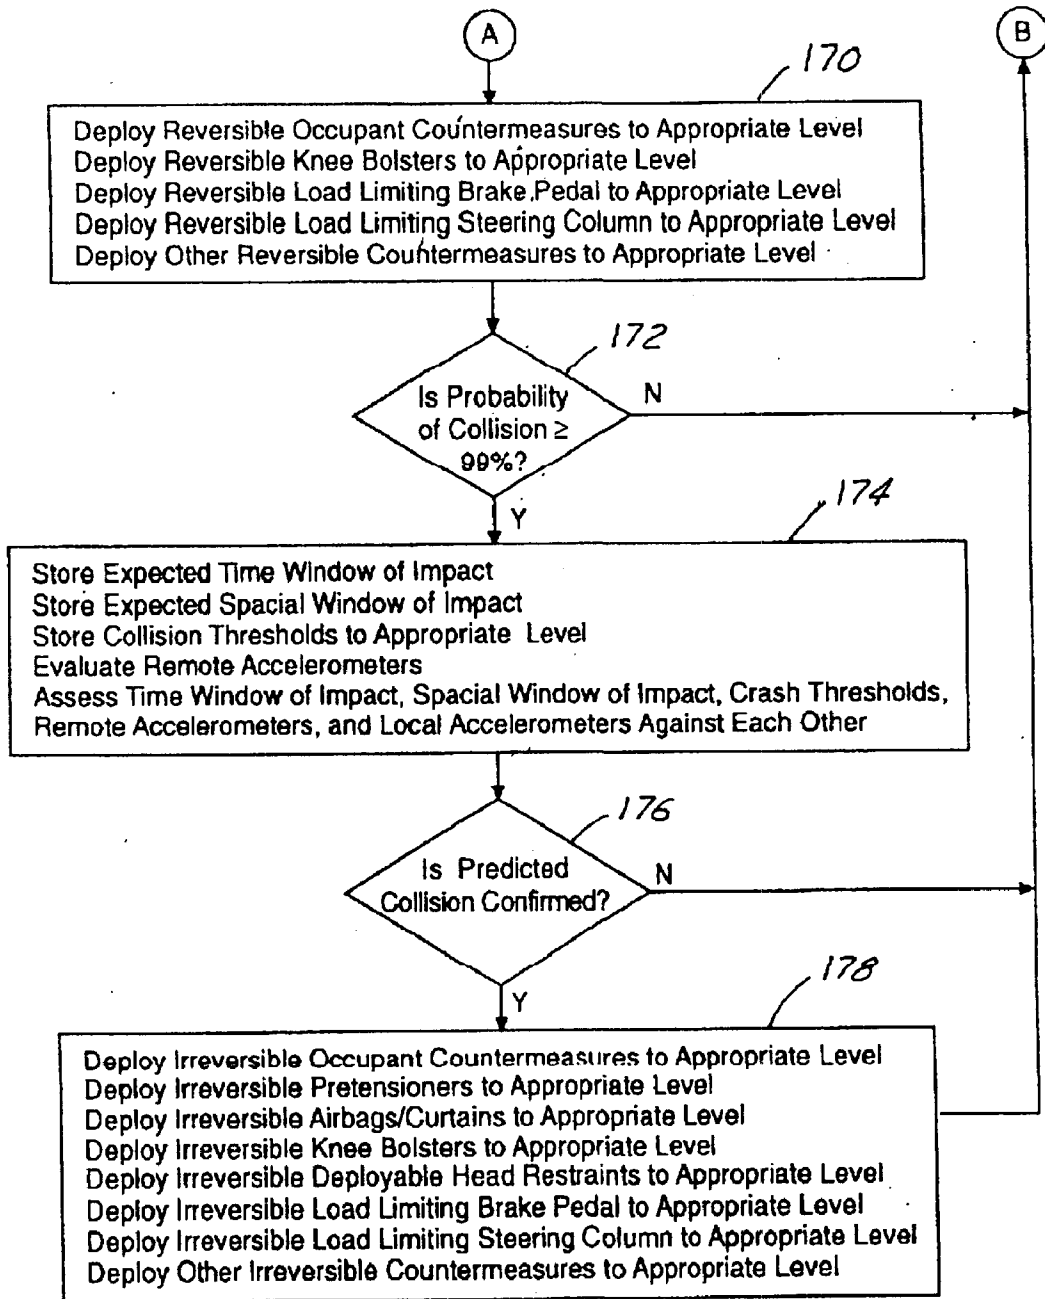 A
B
170
Deploy Reversible Occupant Countermeasures to Appropriate Level
Deploy Reversible Knee Bolsters to Appropriate Level
Deploy Reversible Load Limiting Brake Pedal to Appropriate Level
Deploy Reversible Load Limiting Steering Column to Appropriate Level
Deploy Other Reversible Countermeasures to Appropriate Level
172
Is Probability
of Collision ≥
99%?
N
Y
174
Store Expected Time Window of Impact
Store Expected Spacial Window of Impact
Store Collision Thresholds to Appropriate Level
Evaluate Remote Accelerometers
Assess Time Window of Impact, Spacial Window of Impact, Crash Thresholds,
Remote Accelerometers, and Local Accelerometers Against Each Other
176
Is Predicted
Collision Confirmed?
N
Y
178
Deploy Irreversible Occupant Countermeasures to Appropriate Level
Deploy Irreversible Pretensioners to Appropriate Level
Deploy Irreversible Airbags/Curtains to Appropriate Level
Deploy Irreversible Knee Bolsters to Appropriate Level
Deploy Irreversible Deployable Head Restraints to Appropriate Level
Deploy Irreversible Load Limiting Brake Pedal to Appropriate Level
Deploy Irreversible Load Limiting Steering Column to Appropriate Level
Deploy Other Irreversible Countermeasures to Appropriate Level